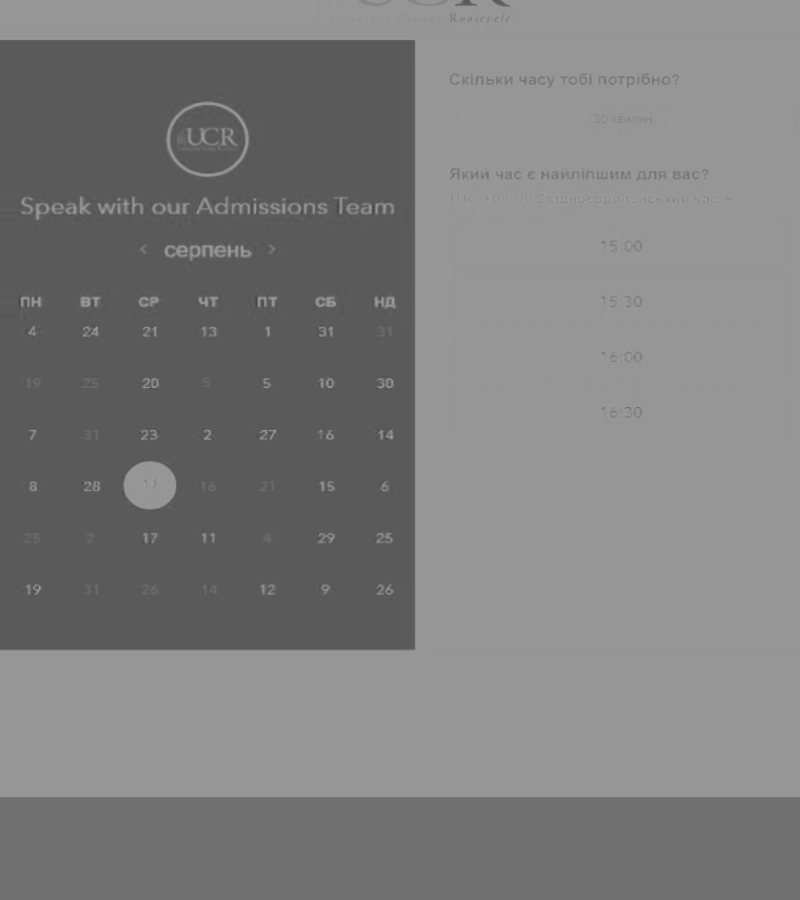 Roosevelt
UCR
Speak with our Admissions Team
< серпень >
ПН ВТ СР ЧТ ПТ СБ НД
4 24 21 13 1 31 31
19 25 20 5 5 10 30
7 31 23 2 27 16 14
8 28 11 16 21 15 6
25 2 17 11 4 29 25
19 31 26 14 12 9 26
Скільки часу тобі потрібно?
30 хвилин
Який час є найліпшим для вас?
Східноєвропейський час
15:00
15:30
16:00
16:30